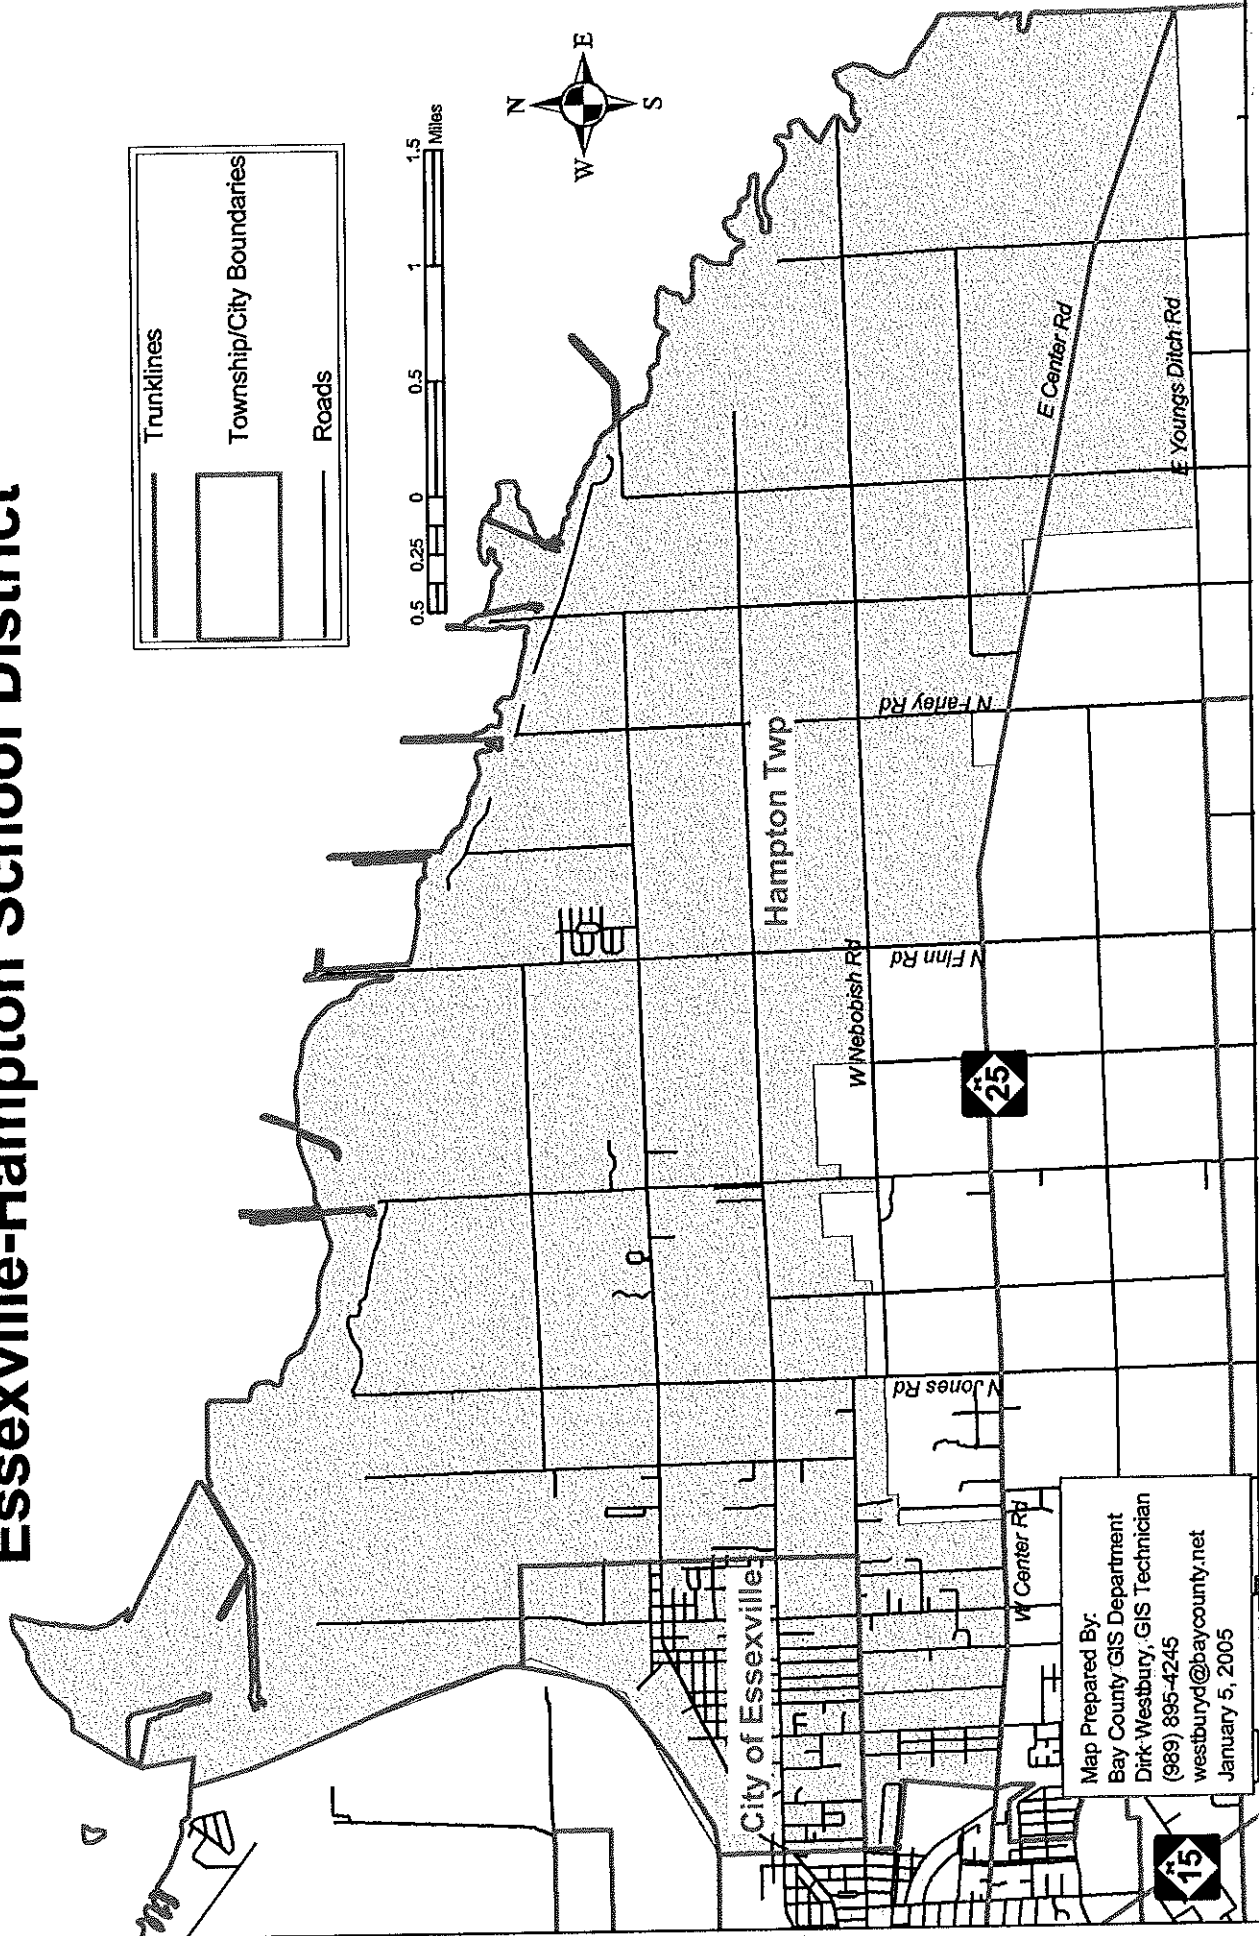 Essexville-Hampton School District
Trunklines
Township/City Boundaries
Roads
0.5 0.25 0 0.5 1 1.5
Miles
N
W E
S
Hampton Twp
City of Essexville
E Center Rd
E Youngs Ditch Rd
N Farley Rd
W Nebobish Rd
N Finn Rd
N Jones Rd
W Center Rd
M
25
M
15
Map Prepared By:
Bay County GIS Department
Dirk Westbury, GIS Technician
(989) 895-4245
westburyd@baycounty.net
January 5, 2005